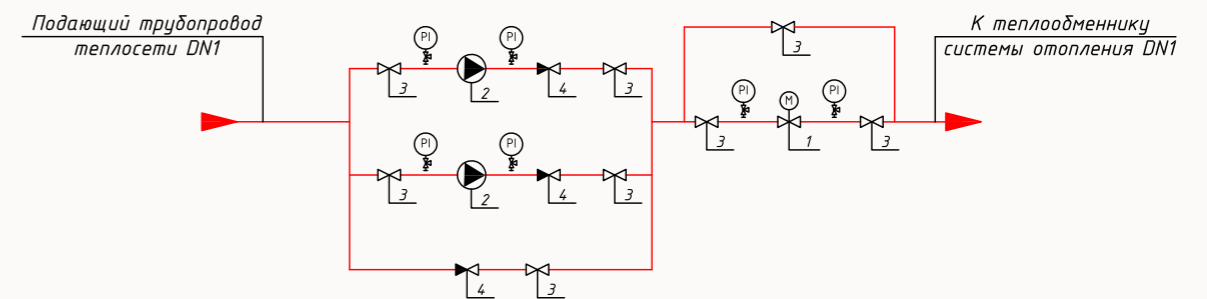 Подающий трубопровод
теплосети DN1
К теплообменнику
системы отопления DN1
3
PI
PI
3
2
4
3
PI
M
PI
3
1
3
PI
PI
3
2
4
3
4
3